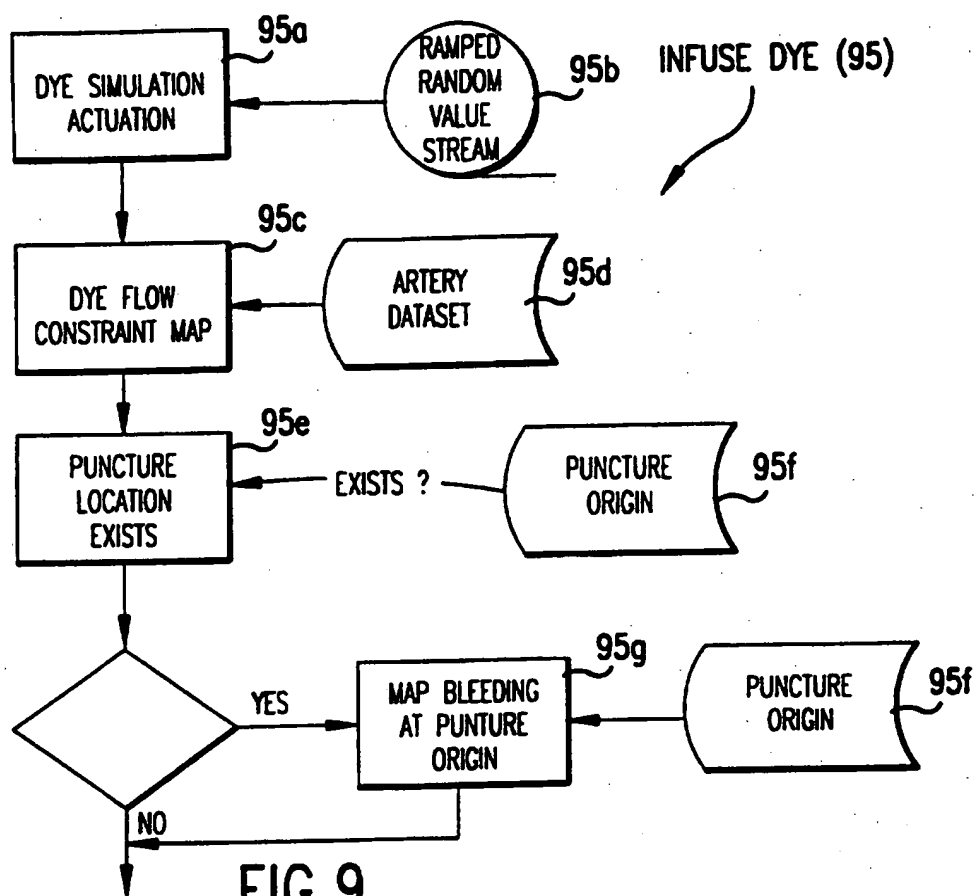 95a
DYE SIMULATION
ACTUATION
RAMPED
RANDOM
VALUE
STREAM
95b
INFUSE DYE (95)
95c
DYE FLOW
CONSTRAINT MAP
ARTERY
DATASET
95d
95e
PUNCTURE
LOCATION
EXISTS
EXISTS ?
PUNCTURE
ORIGIN
95f
YES
95g
MAP BLEEDING
AT PUNTURE
ORIGIN
PUNCTURE
ORIGIN
95f
NO
FIG.9